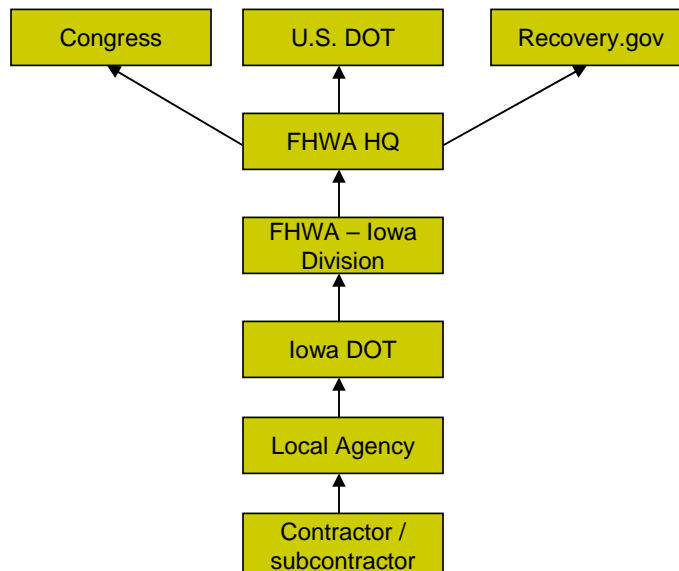 Congress
U.S. DOT
Recovery.gov
FHWA HQ
FHWA – Iowa
Division
Iowa DOT
Local Agency
Contractor /
subcontractor